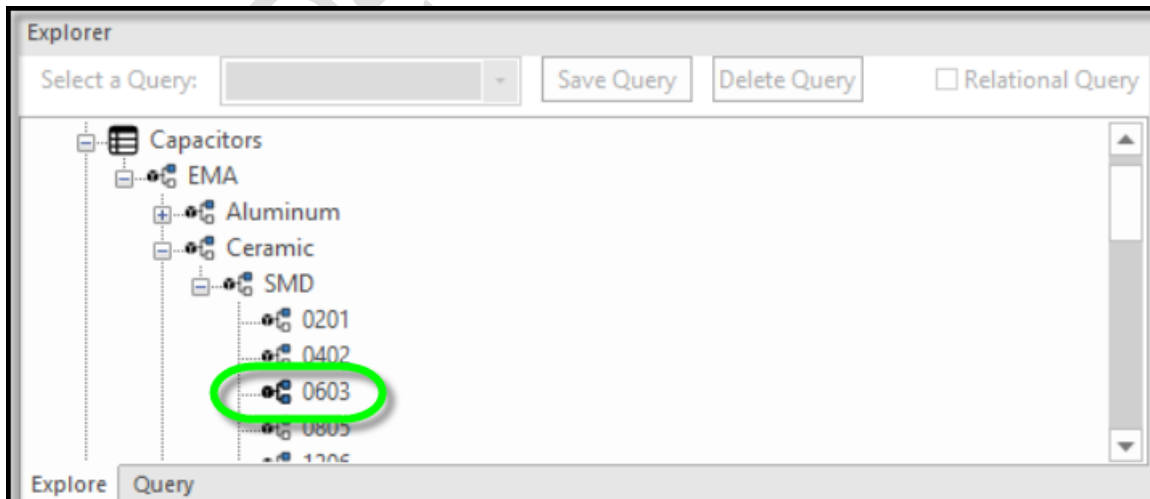 Explorer
Select a Query: Save Query Delete Query Relational Query
Capacitors
EMA
Aluminum
Ceramic
SMD
0201
0402
0603
0805
1206
Explore Query